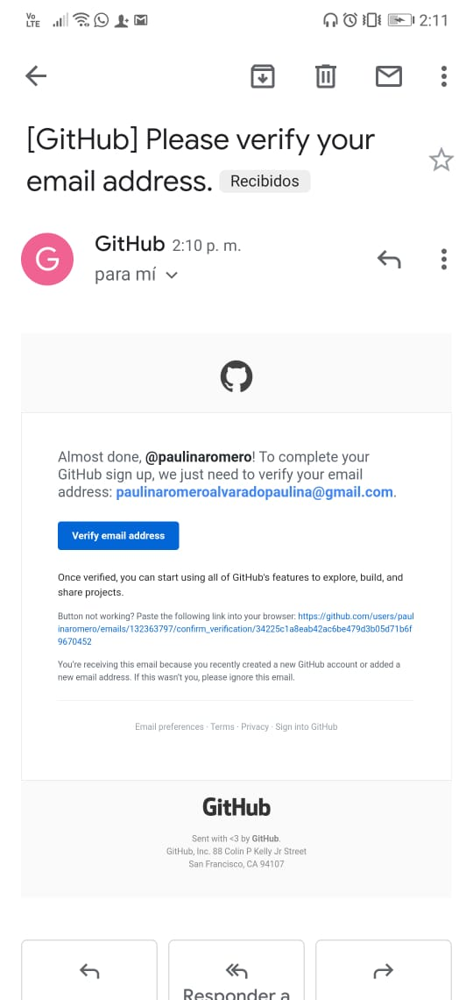 Vo
LTE
2:11
[GitHub] Please verify your
email address. Recibidos
G
GitHub 2:10 p. m.
para mí
Almost done, @paulinaromero! To complete your
GitHub sign up, we just need to verify your email
address: paulinaromeroalvaradopaulina@gmail.com.
Verify email address
Once verified, you can start using all of GitHub's features to explore, build, and
share projects.
Button not working? Paste the following link into your browser: https://github.com/users/paul
inaromero/emails/132363797/confirm_verification/34225c1a8eab42ac6be479d3b05d71b6f
9670452
You're receiving this email because you recently created a new GitHub account or added a
new email address. If this wasn't you, please ignore this email.
Email preferences · Terms · Privacy · Sign into GitHub
GitHub
Sent with <3 by GitHub.
GitHub, Inc. 88 Colin P Kelly Jr Street
San Francisco, CA 94107
Responder a